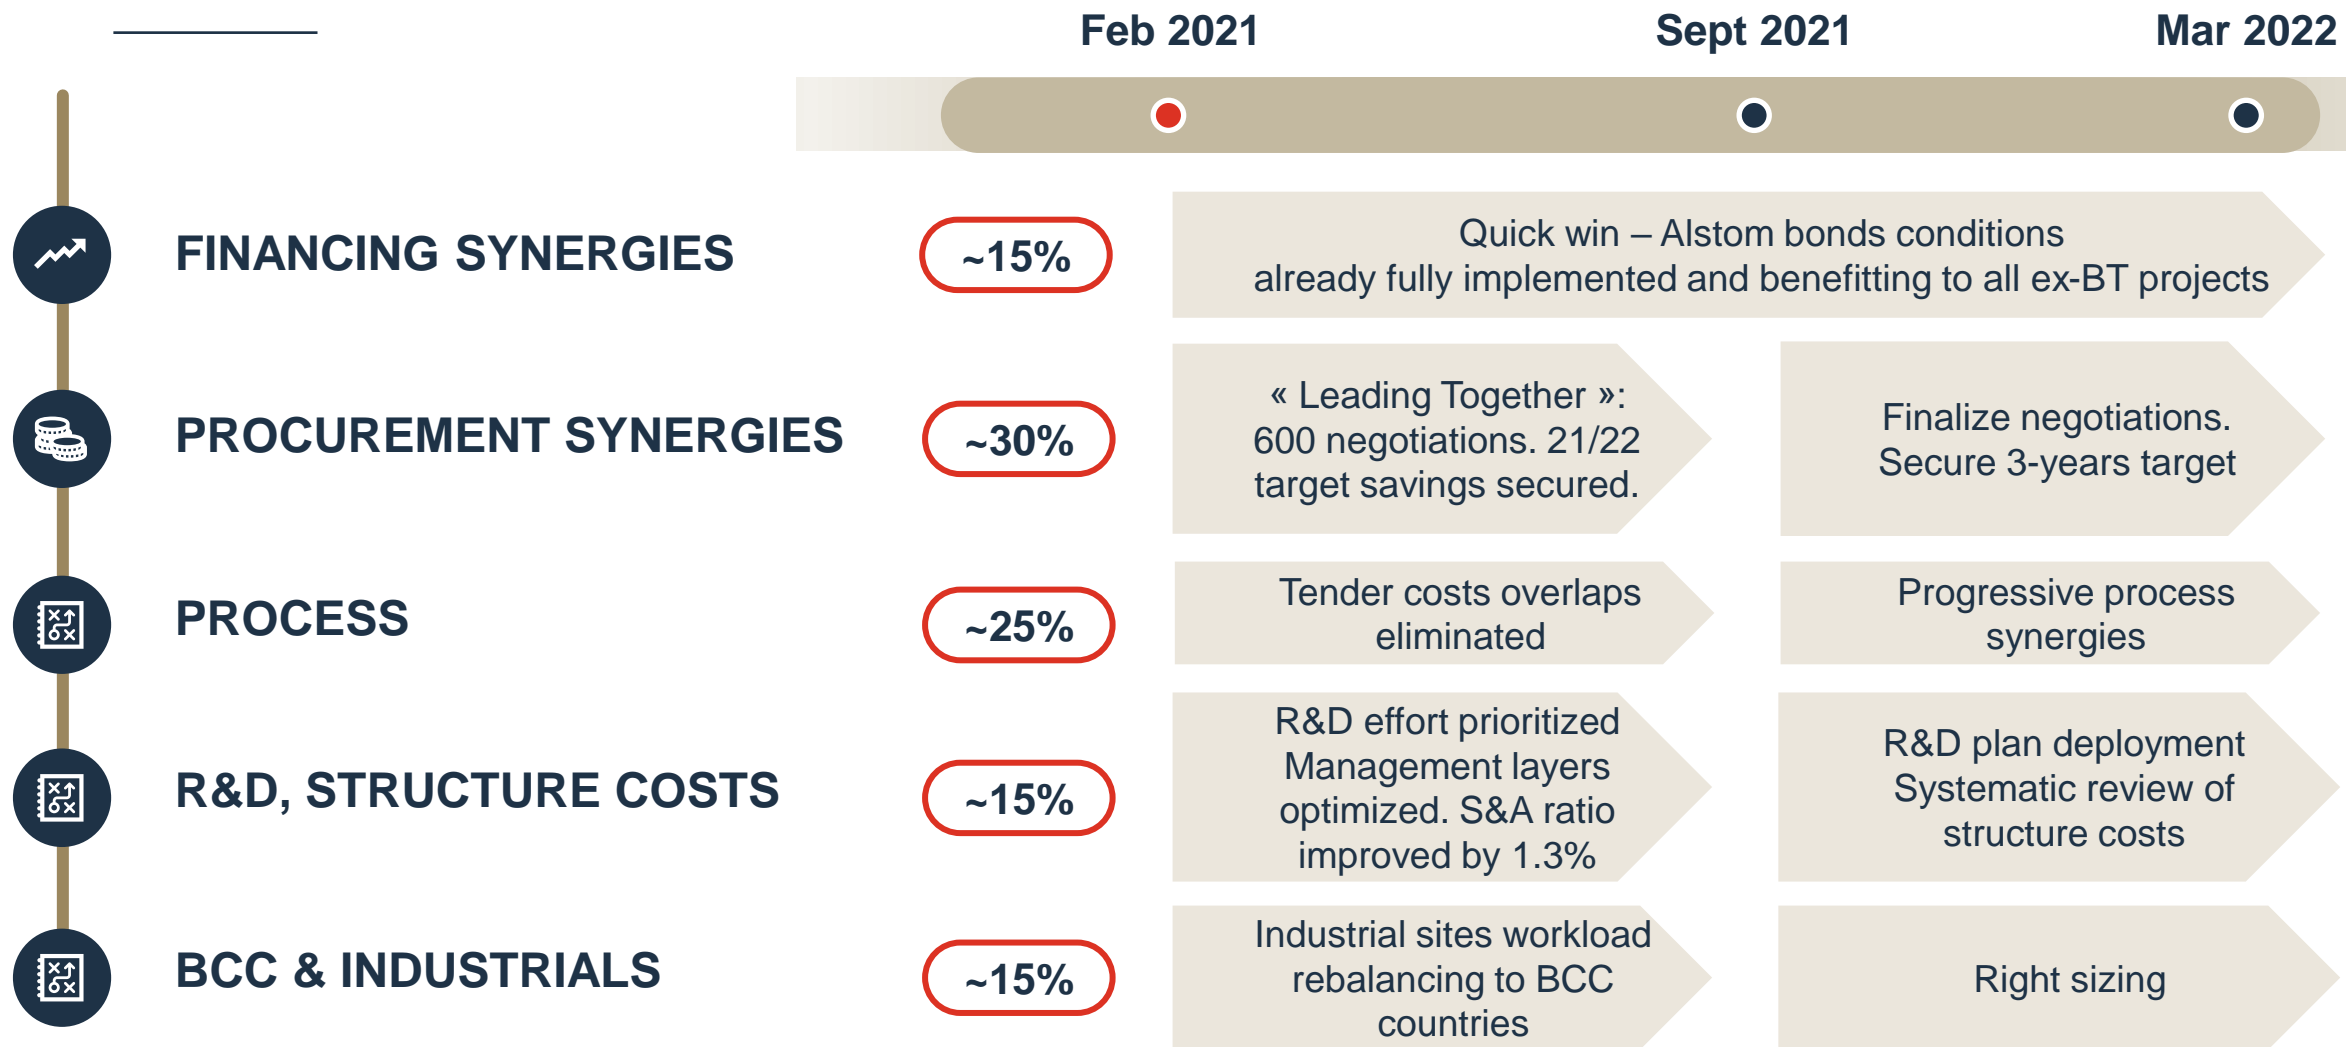 Feb 2021
Sept 2021
Mar 2022
FINANCING SYNERGIES
~15%
Quick win – Alstom bonds conditions
already fully implemented and benefitting to all ex-BT projects
PROCUREMENT SYNERGIES
~30%
« Leading Together »:
600 negotiations. 21/22
target savings secured.
Finalize negotiations.
Secure 3-years target
PROCESS
~25%
Tender costs overlaps
eliminated
Progressive process
synergies
R&D, STRUCTURE COSTS
~15%
R&D effort prioritized
Management layers
optimized. S&A ratio
improved by 1.3%
R&D plan deployment
Systematic review of
structure costs
BCC & INDUSTRIALS
~15%
Industrial sites workload
rebalancing to BCC
countries
Right sizing